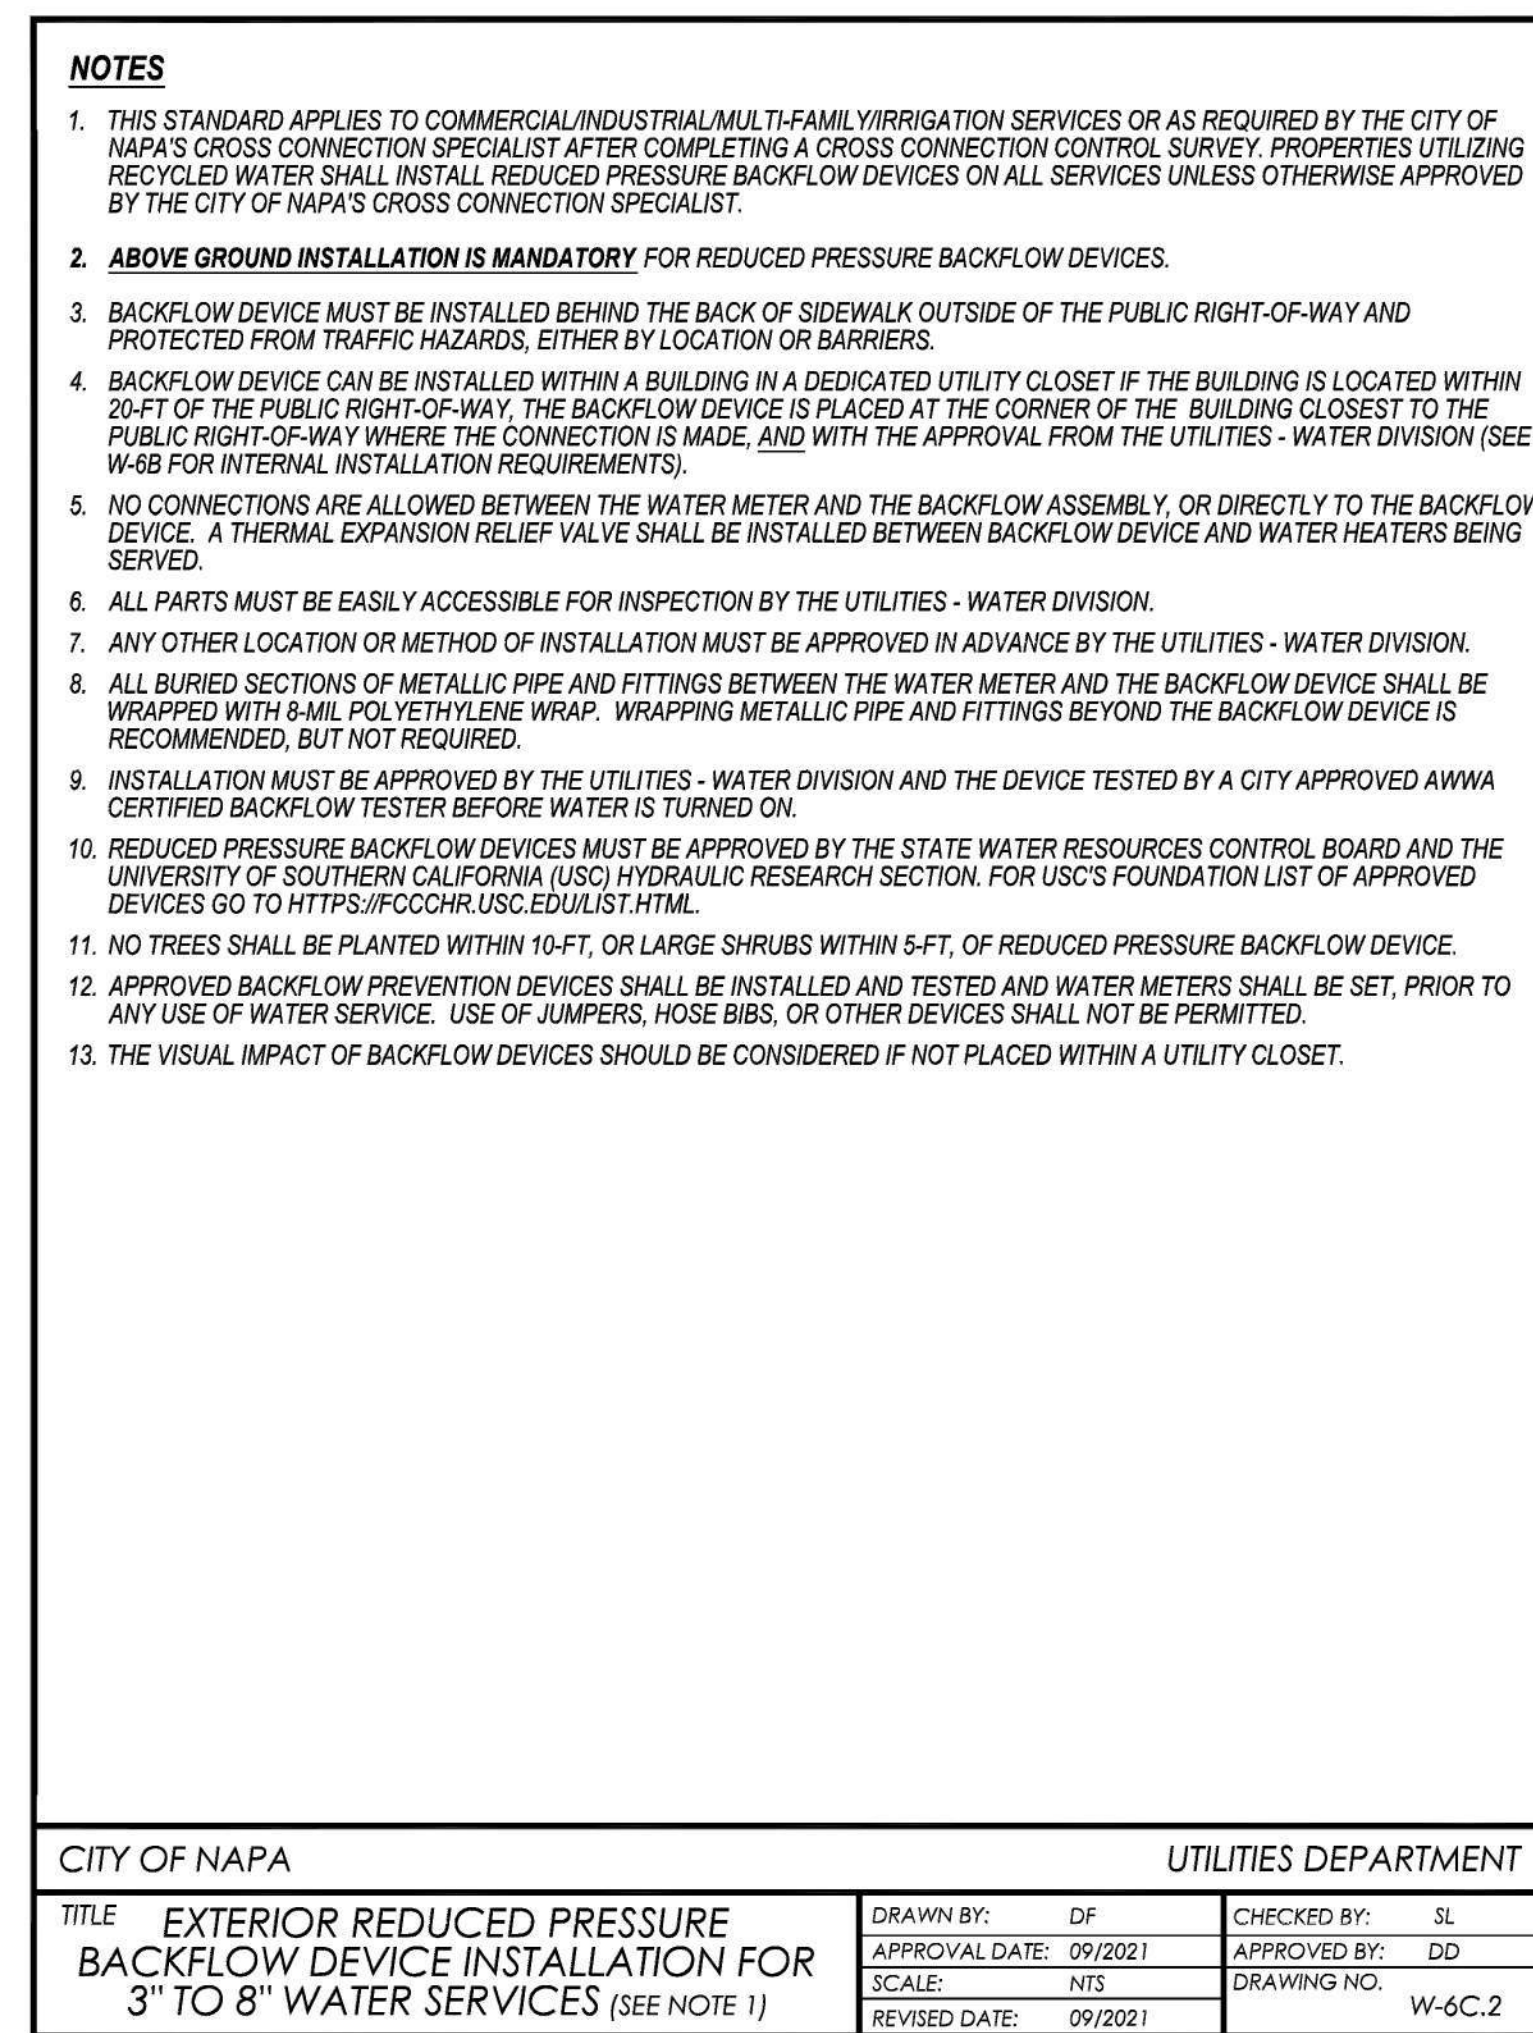 NOTES
1. THIS STANDARD APPLIES TO COMMERCIAL/INDUSTRIAL/MULTI-FAMILY/IRRIGATION SERVICES OR AS REQUIRED BY THE CITY OF
NAPA'S CROSS CONNECTION SPECIALIST AFTER COMPLETING A CROSS CONNECTION CONTROL SURVEY. PROPERTIES UTILIZING
RECYCLED WATER SHALL INSTALL REDUCED PRESSURE BACKFLOW DEVICES ON ALL SERVICES UNLESS OTHERWISE APPROVED
BY THE CITY OF NAPA'S CROSS CONNECTION SPECIALIST.
2. ABOVE GROUND INSTALLATION IS MANDATORY FOR REDUCED PRESSURE BACKFLOW DEVICES.
3. BACKFLOW DEVICE MUST BE INSTALLED BEHIND THE BACK OF SIDEWALK OUTSIDE OF THE PUBLIC RIGHT-OF-WAY AND
PROTECTED FROM TRAFFIC HAZARDS, EITHER BY LOCATION OR BARRIERS.
4. BACKFLOW DEVICE CAN BE INSTALLED WITHIN A BUILDING IN A DEDICATED UTILITY CLOSET IF THE BUILDING IS LOCATED WITHIN
20-FT OF THE PUBLIC RIGHT-OF-WAY, THE BACKFLOW DEVICE IS PLACED AT THE CORNER OF THE BUILDING CLOSEST TO THE
PUBLIC RIGHT-OF-WAY WHERE THE CONNECTION IS MADE, AND WITH THE APPROVAL FROM THE UTILITIES - WATER DIVISION (SEE
W-6B FOR INTERNAL INSTALLATION REQUIREMENTS).
5. NO CONNECTIONS ARE ALLOWED BETWEEN THE WATER METER AND THE BACKFLOW ASSEMBLY, OR DIRECTLY TO THE BACKFLOW
DEVICE. A THERMAL EXPANSION RELIEF VALVE SHALL BE INSTALLED BETWEEN BACKFLOW DEVICE AND WATER HEATERS BEING
SERVED.
6. ALL PARTS MUST BE EASILY ACCESSIBLE FOR INSPECTION BY THE UTILITIES - WATER DIVISION.
7. ANY OTHER LOCATION OR METHOD OF INSTALLATION MUST BE APPROVED IN ADVANCE BY THE UTILITIES - WATER DIVISION.
8. ALL BURIED SECTIONS OF METALLIC PIPE AND FITTINGS BETWEEN THE WATER METER AND THE BACKFLOW DEVICE SHALL BE
WRAPPED WITH 8-MIL POLYETHYLENE WRAP. WRAPPING METALLIC PIPE AND FITTINGS BEYOND THE BACKFLOW DEVICE IS
RECOMMENDED, BUT NOT REQUIRED.
9. INSTALLATION MUST BE APPROVED BY THE UTILITIES - WATER DIVISION AND THE DEVICE TESTED BY A CITY APPROVED AWWA
CERTIFIED BACKFLOW TESTER BEFORE WATER IS TURNED ON.
10. REDUCED PRESSURE BACKFLOW DEVICES MUST BE APPROVED BY THE STATE WATER RESOURCES CONTROL BOARD AND THE
UNIVERSITY OF SOUTHERN CALIFORNIA (USC) HYDRAULIC RESEARCH SECTION. FOR USC'S FOUNDATION LIST OF APPROVED
DEVICES GO TO HTTPS://FCCCHR.USC.EDU/LIST.HTML.
11. NO TREES SHALL BE PLANTED WITHIN 10-FT, OR LARGE SHRUBS WITHIN 5-FT, OF REDUCED PRESSURE BACKFLOW DEVICE.
12. APPROVED BACKFLOW PREVENTION DEVICES SHALL BE INSTALLED AND TESTED AND WATER METERS SHALL BE SET, PRIOR TO
ANY USE OF WATER SERVICE. USE OF JUMPERS, HOSE BIBS, OR OTHER DEVICES SHALL NOT BE PERMITTED.
13. THE VISUAL IMPACT OF BACKFLOW DEVICES SHOULD BE CONSIDERED IF NOT PLACED WITHIN A UTILITY CLOSET.
CITY OF NAPA UTILITIES DEPARTMENT
TITLE EXTERIOR REDUCED PRESSURE
BACKFLOW DEVICE INSTALLATION FOR
3" TO 8" WATER SERVICES (SEE NOTE 1)
DRAWN BY: DF
APPROVAL DATE: 09/2021
SCALE: NTS
REVISED DATE: 09/2021
CHECKED BY: SL
APPROVED BY: DD
DRAWING NO.
W-6C.2